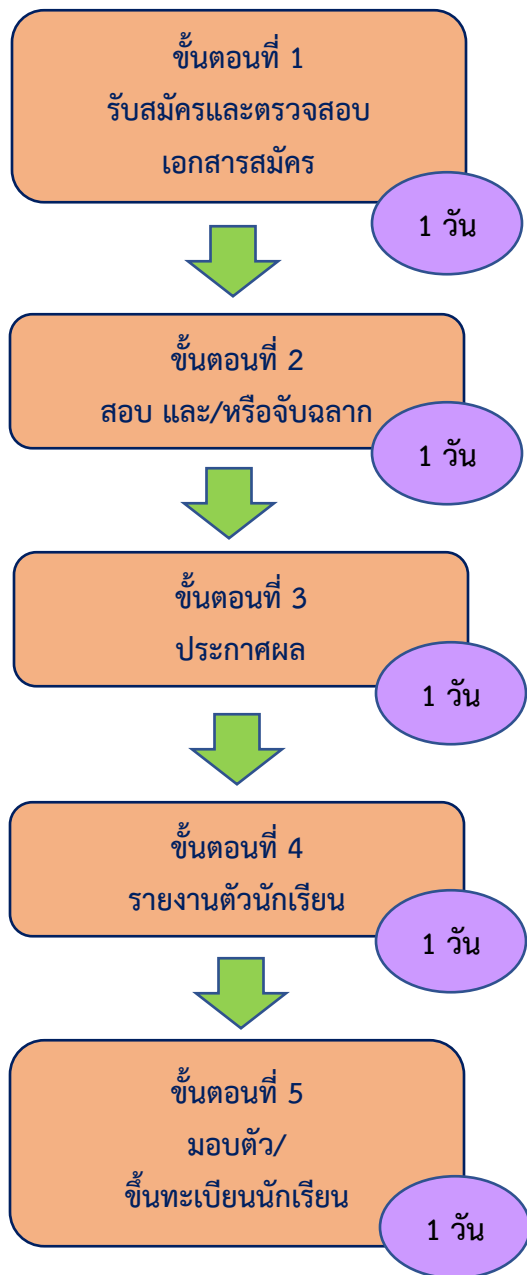 ขั้นตอนที่ 1
รับสมัครและตรวจสอบ
เอกสารสมัคร
1 วัน
ขั้นตอนที่ 2
สอบ และ/หรือจับฉลาก
1 วัน
ขั้นตอนที่ 3
ประกาศผล
1 วัน
ขั้นตอนที่ 4
รายงานตัวนักเรียน
1 วัน
ขั้นตอนที่ 5
มอบตัว/
ขึ้นทะเบียนนักเรียน
1 วัน